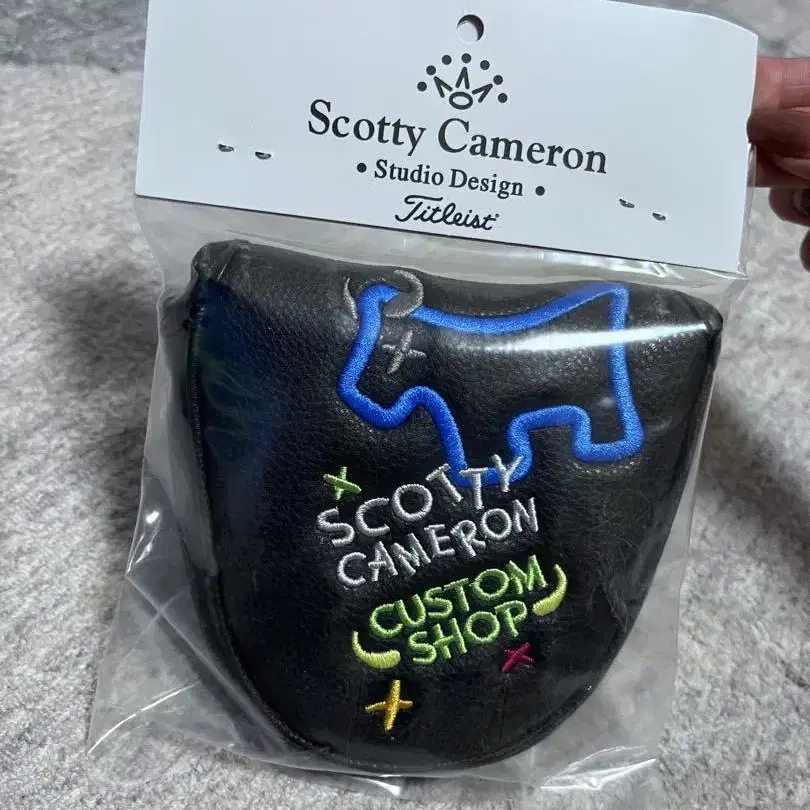 Scotty Cameron
• Studio Design •
Titleist®
SCOTTY
CAMERON
CUSTOM
SHOP